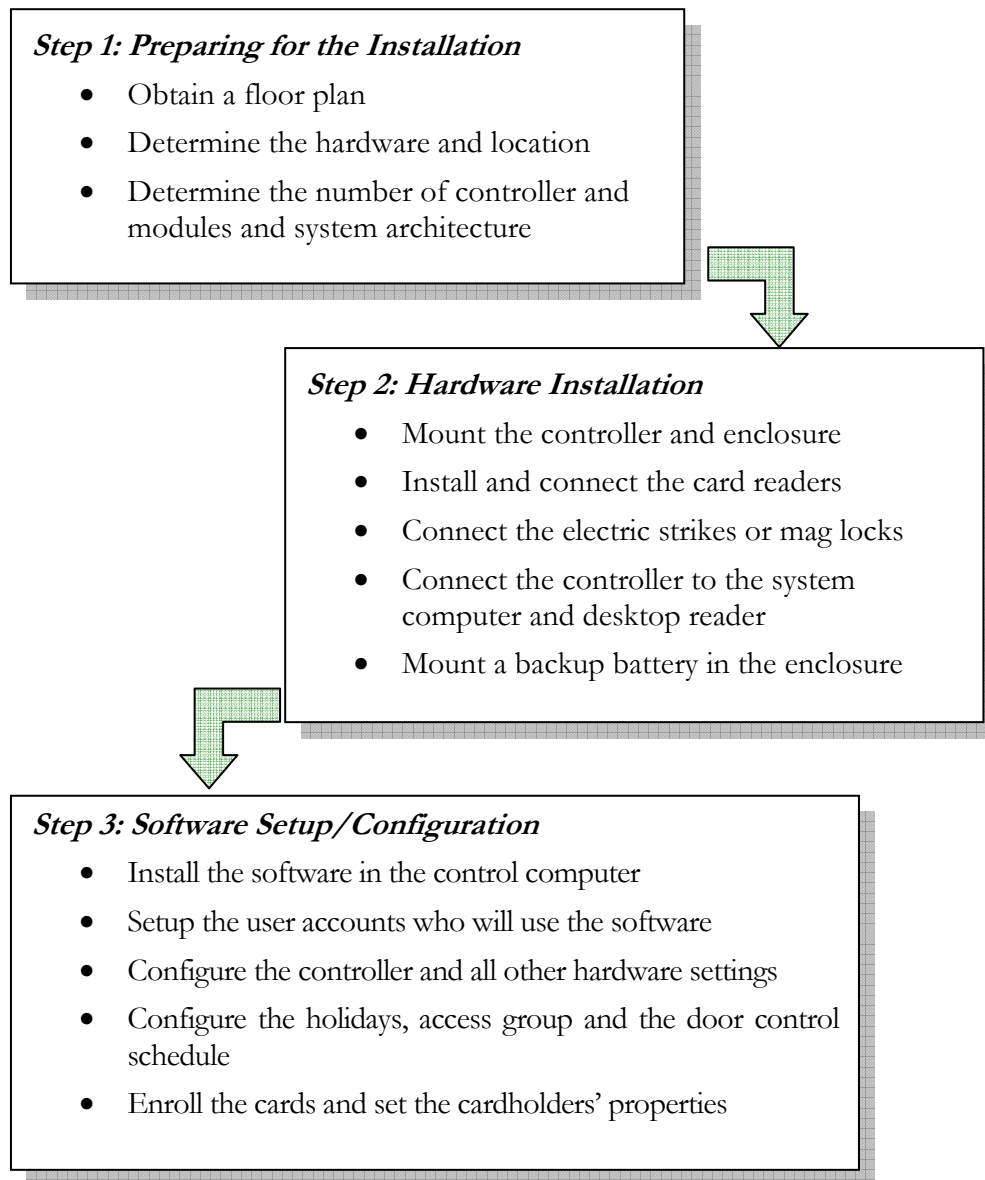 Step 1: Preparing for the Installation
• Obtain a floor plan
• Determine the hardware and location
• Determine the number of controller and
modules and system architecture
Step 2: Hardware Installation
• Mount the controller and enclosure
• Install and connect the card readers
• Connect the electric strikes or mag locks
• Connect the controller to the system
computer and desktop reader
• Mount a backup battery in the enclosure
Step 3: Software Setup/Configuration
• Install the software in the control computer
• Setup the user accounts who will use the software
• Configure the controller and all other hardware settings
• Configure the holidays, access group and the door control
schedule
• Enroll the cards and set the cardholders’ properties